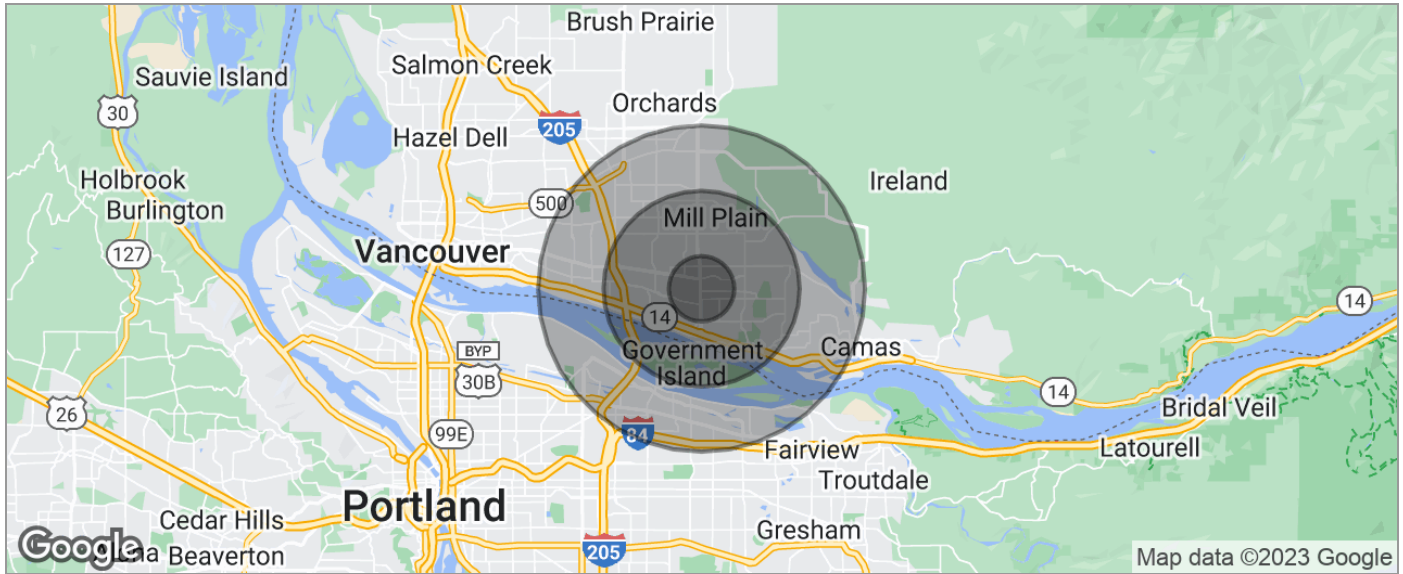 Brush Prairie
Salmon Creek
Sauvie Island
30
Orchards
205
Hazel Dell
Holbrook
Ireland
500
Burlington
Mill Plain
127
Vancouver
14
14
Government
Island
Camas
BYP
30B
14
26
Bridal Veil
99E
84
Fairview
Latourell
Troutdale
Portland
Cedar Hills
Gresham
Google
Aloha
Beaverton
205
Map data ©2023 Google